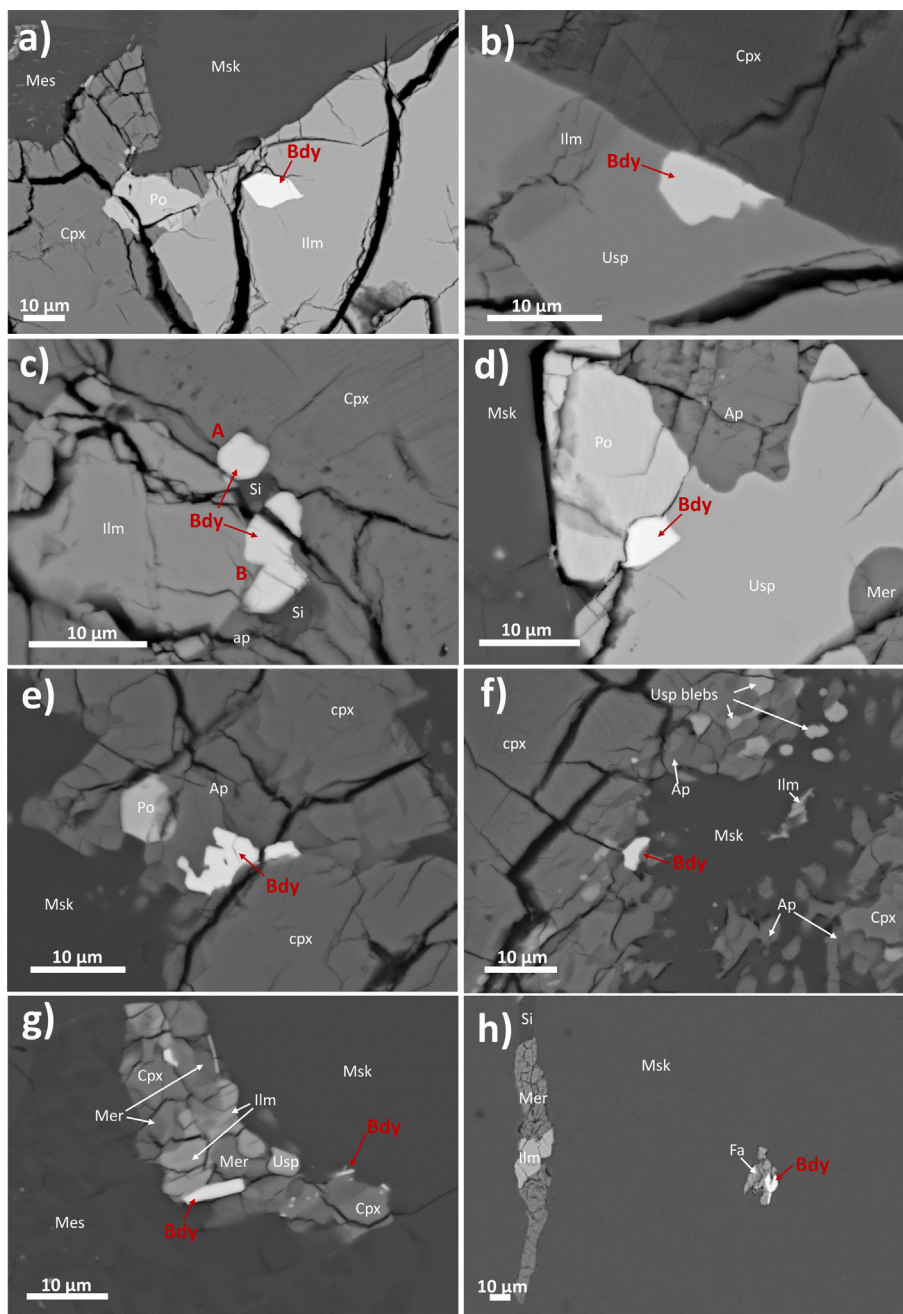 a)
Mes
Msk
Bdy
Po
Cpx
Ilm
10 µm
b)
Cpx
Ilm
Bdy
Usp
10 µm
c)
Cpx
A
Si
Ilm
Bdy
B
Si
10 µm
ap
d)
Msk
Ap
Po
Bdy
Usp
Mer
10 µm
e)
cpx
Ap
Po
Bdy
Msk
cpx
10 µm
f)
Usp blebs
cpx
Ap
Ilm
Msk
Bdy
Ap
Cpx
10 µm
g)
Cpx
Msk
Mer
Ilm
Bdy
Mer
Usp
Cpx
Bdy
Mes
10 µm
h)
Si
Msk
Mer
Ilm
Fa
Bdy
10 µm